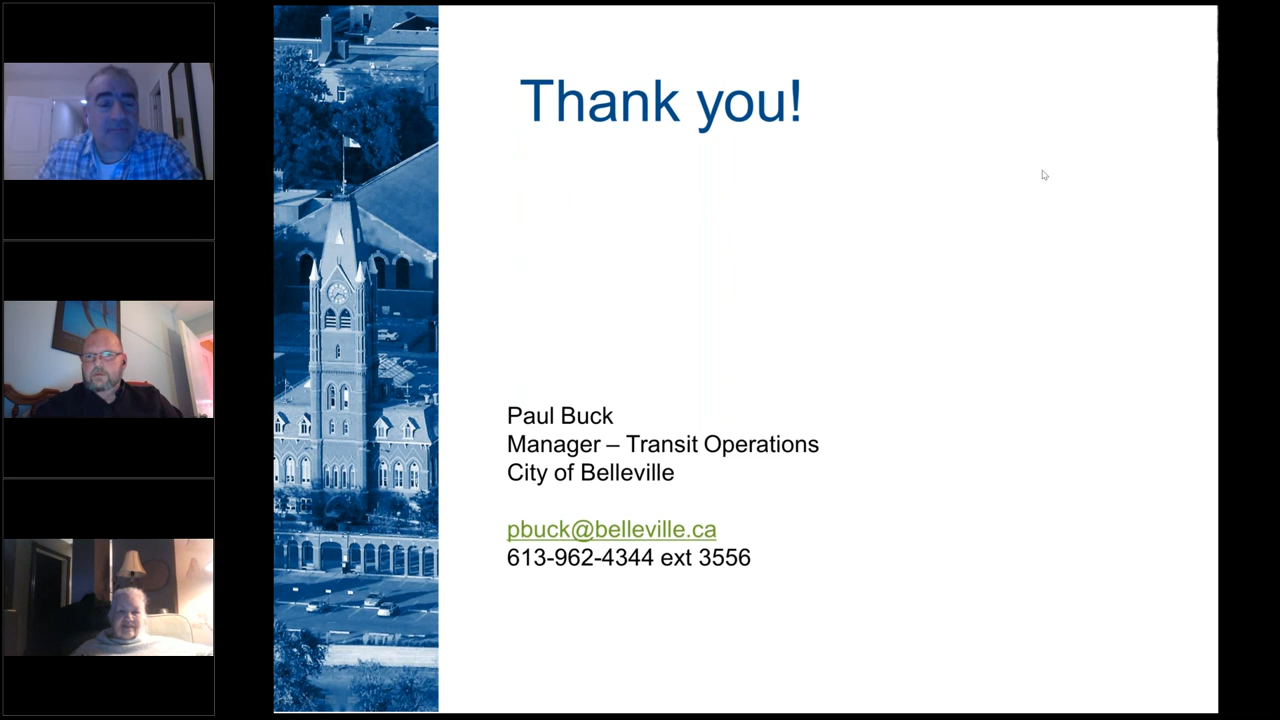 Thank you!
Paul Buck
Manager – Transit Operations
City of Belleville
pbuck@belleville.ca
613-962-4344 ext 3556